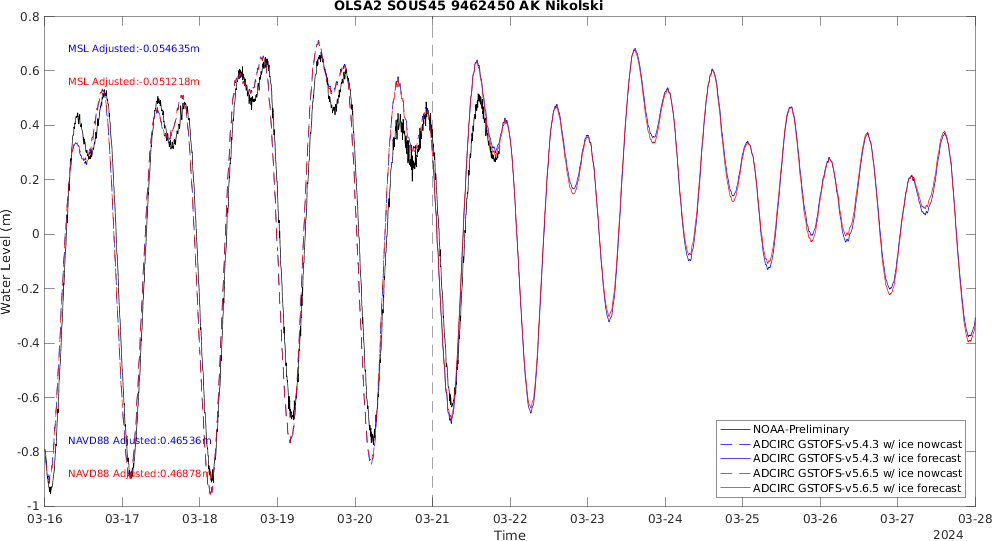 OLSA2 SOUS45 9462450 AK Nikolski
0.8
MSL Adjusted:-0.054635m
0.6
MSL Adjusted:-0.051218m
0.4
0.2
0
-0.2
-0.4
-0.6
-0.8
-1
Water Level (m)
NAVD88 Adjusted:0.46536m
NAVD88 Adjusted:0.46878m
NOAA-Preliminary
ADCIRC GSTOFS-v5.4.3 w/ ice nowcast
ADCIRC GSTOFS-v5.4.3 w/ ice forecast
ADCIRC GSTOFS-v5.6.5 w/ ice nowcast
ADCIRC GSTOFS-v5.6.5 w/ ice forecast
03-16 03-17 03-18 03-19 03-20 03-21 03-22 03-23 03-24 03-25 03-26 03-27 03-28
Time
2024